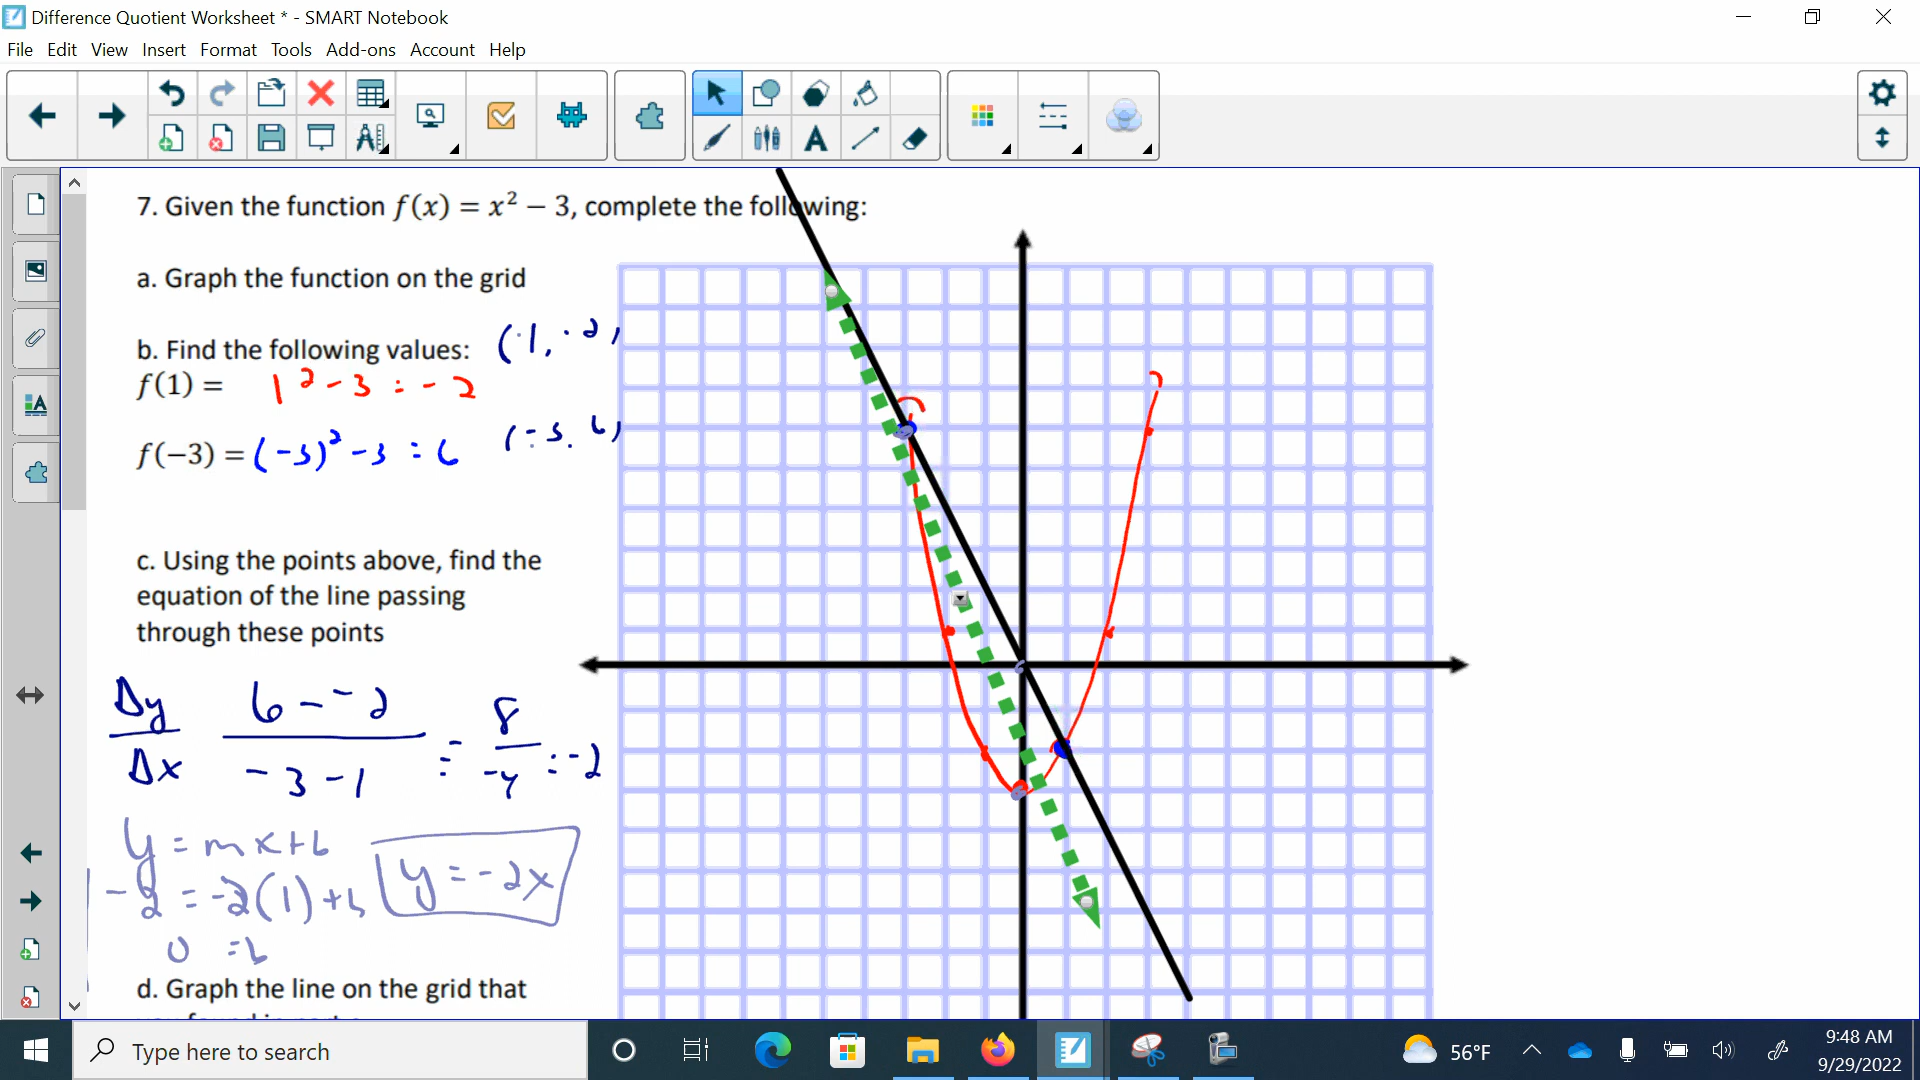 Difference Quotient Worksheet * - SMART Notebook
File Edit View Insert Format Tools Add-ons Account Help
7. Given the function f(x) = x² − 3, complete the following:
a. Graph the function on the grid
b. Find the following values: (1, -2)
f(1) = 1² - 3 = -2
f(−3) = (-3)² - 3 = 6 (-3, 6)
c. Using the points above, find the
equation of the line passing
through these points
Δy/Δx 6 - -2 / -3 - 1 = 8/-4 = -2
y = mx + b
y = -2x
-2 = -2(1) + b
0 = b
d. Graph the line on the grid that
Type here to search
56°F
9:48 AM
9/29/2022